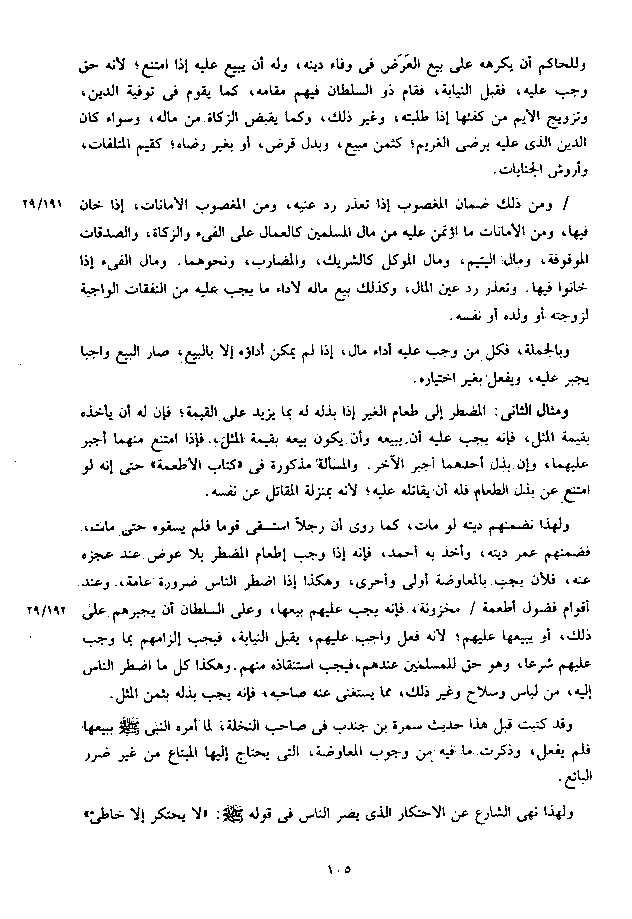 وللحاكم أن يكرهه على بيع العَرَض فى وفاء دينه، وله أن يبيع عليه إذا امتنع؛ لأنه حق
وجب عليه، فقبل النيابة، فقام ذو السلطان فيهم مقامه، كما يقوم فى توفية الدين،
وتزويج الأيم من كفئها إذا طلبته، وغير ذلك، وكما يقبض الزكاة من ماله، وسواء كان
الدين الذى عليه برضى الغريم؛ كثمن مبيع، وبدل قرض، أو بغير رضاه؛ كقيم المتلفات،
وأروش الجنايات.
٢٩/١٩١ / ومن ذلك ضمان المغصوب إذا تعذر رد عنيه، ومن المغصوب الأمانات، إذا خان
فيها، ومن الأمانات ما اؤتمن عليه من مال المسلمين كالعمال على الفىء والزكاة، والصدقات
الموقوفة، ومال اليتيم، ومال الموكل كالشريك، والمضارب، ونحوهما. ومال الفىء إذا
خانوا فيها. وتعذر رد عين المال، وكذلك بيع ماله لأداء ما يجب عليه من النفقات الواجبة
لزوجته أو ولده أو نفسه.
وبالجملة، فكل من وجب عليه أداء مال، إذا لم يمكن أداؤه إلا بالبيع، صار البيع واجبا
يجبر عليه، ويفعل بغير اختياره.
ومثال الثانى: المضطر إلى طعام الغير إذا بذله له بما يزيد على القيمة؛ فإن له أن يأخذه
بقيمة المثل، فإنه يجب عليه أن يبيعه وأن يكون بيعه بقيمة المثل، فإذا امتنع منهما أجبر
عليهما، وإن بذل أحدهما أجبر الآخر. والمسألة مذكورة فى «كتاب الأطعمة» حتى إنه لو
امتنع عن بذل الطعام فله أن يقاتله عليه؛ لأنه بمنزلة المقاتل عن نفسه.
ولهذا نضمنهم ديته لو مات، كما روى أن رجلاً استسقى قوما فلم يسقوه حتى مات،
فضمنهم عمر ديته، وأخذ به أحمد، فإنه إذا وجب إطعام المضطر بلا عوض عند عجزه
عنه، فلأن يجب بالمعاوضة أولى وأحرى، وهكذا إذا اضطر الناس ضرورة عامة، وعند
٢٩/١٩٢ أقوام فضول أطعمة / مخزونة، فإنه يجب عليهم بيعها، وعلى السلطان أن يجبرهم على
ذلك، أو يبيعها عليهم؛ لأنه فعل واجب عليهم، يقبل النيابة، فيجب إلزامهم بما وجب
عليهم شرعا، وهو حق للمسلمين عندهم، فيجب استنقاذه منهم. وهكذا كل ما اضطر الناس
إليه، من لباس وسلاح وغير ذلك، مما يستغنى عنه صاحبه، فإنه يجب بذله بثمن المثل.
وقد كتبت قبل هذا حديث سمرة بن جندب فى صاحب النخلة، لما أمره النبى ﷺ ببيعها
فلم يفعل، وذكرت ما فيه من وجوب المعاوضة، التى يحتاج إليها المبتاع من غير ضرر
البائع.
ولهذا نهى الشارع عن الاحتكار الذى يضر الناس فى قوله ﷺ: «لا يحتكر إلا خاطئ»
١٠٥